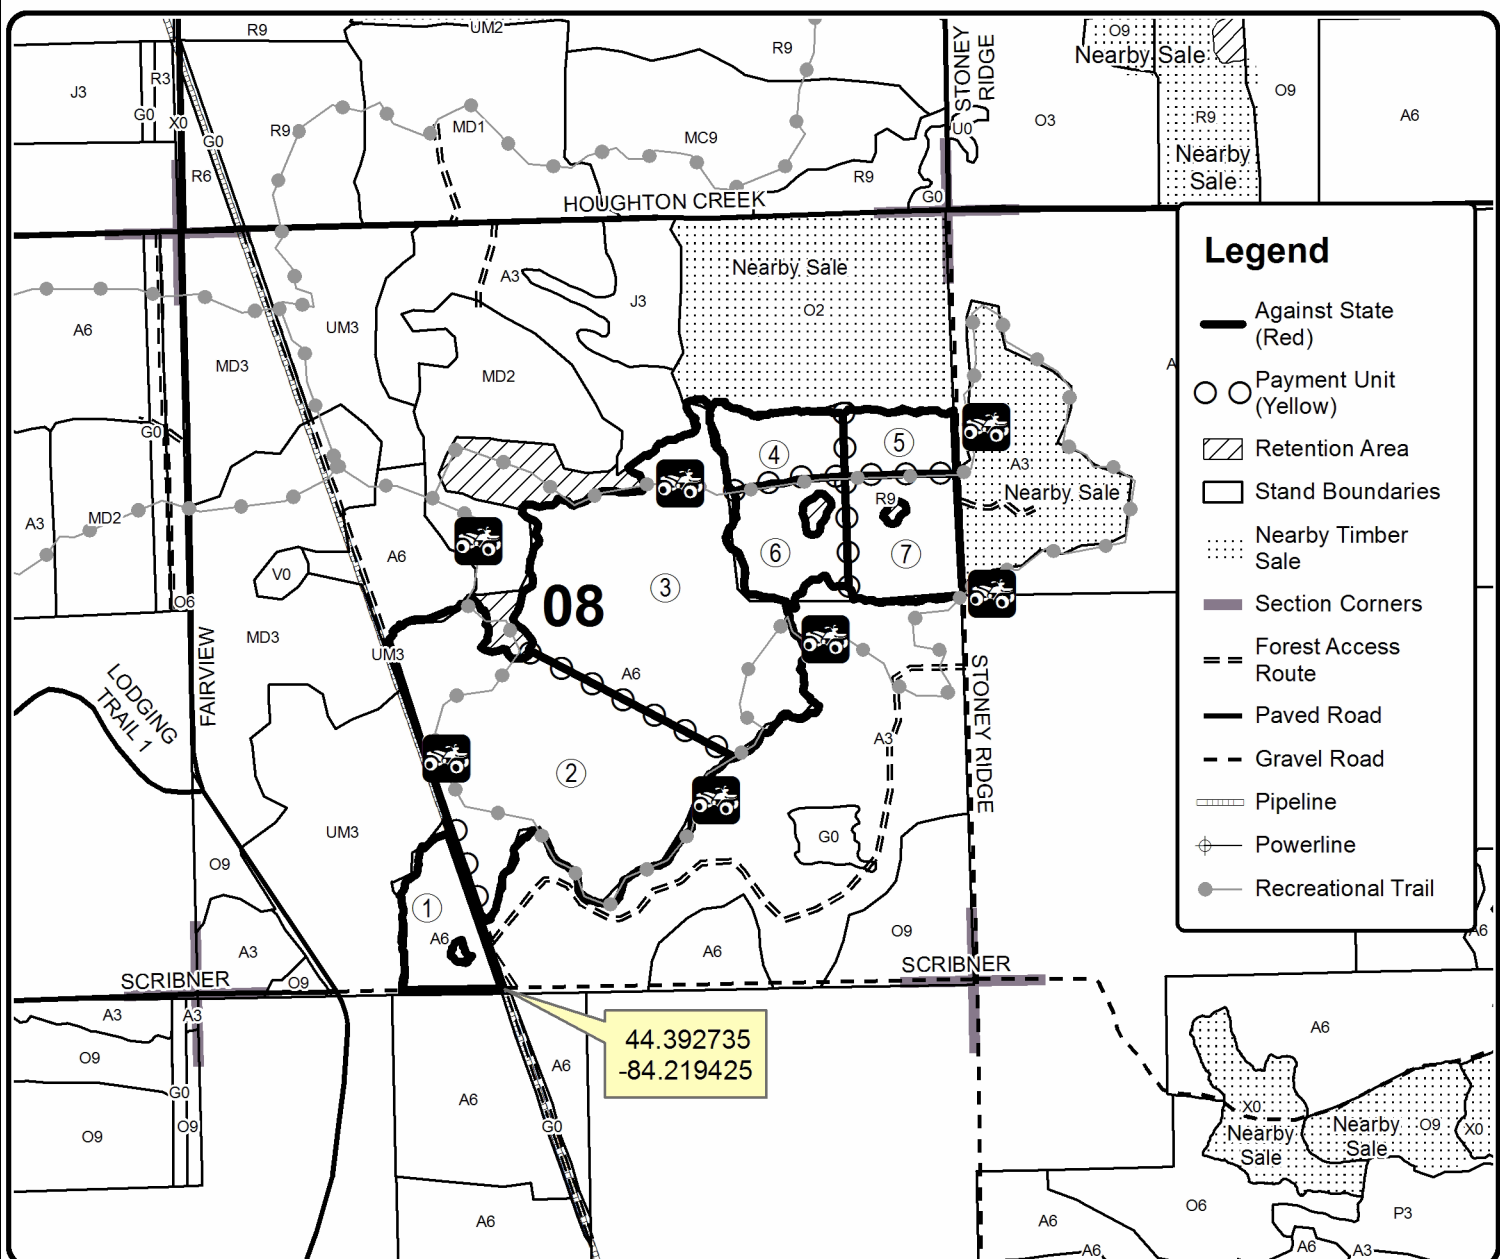 R9
UM2
R9
STONEY
RIDGE
O9
Nearby Sale
J3
R3
G0
X0
G0
R9
MD1
MC9
U0
O3
R9
O9
A6
Nearby
Sale
R6
R9
G0
HOUGHTON CREEK
Legend
Against State
(Red)
Payment Unit
(Yellow)
Retention Area
Stand Boundaries
Nearby Timber
Sale
Section Corners
Forest Access
Route
Paved Road
Gravel Road
Pipeline
Powerline
Recreational Trail
Nearby Sale
O2
A3
J3
A6
UM3
MD3
MD2
A
G0
4
5
A3
Nearby Sale
R9
A3
MD2
A6
6
7
V0
3
08
O6
MD3
UM3
A6
FAIRVIEW
LODGING
TRAIL 1
STONEY RIDGE
A3
2
UM3
G0
O9
1
A6
A3
A6
O9
A6
SCRIBNER
O9
SCRIBNER
44.392735
-84.219425
A3
A3
O9
A6
A6
G0
A6
G0
O9
O9
X0
Nearby
Sale
Nearby
Sale
O9
X0
A6
A6
O6
P3
A6
A6
A3